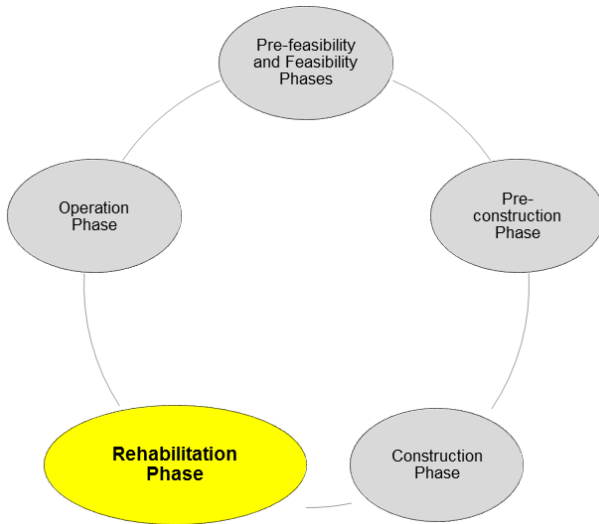 Pre-feasibility
and Feasibility
Phases
Pre-
construction
Phase
Construction
Phase
Rehabilitation
Phase
Operation
Phase